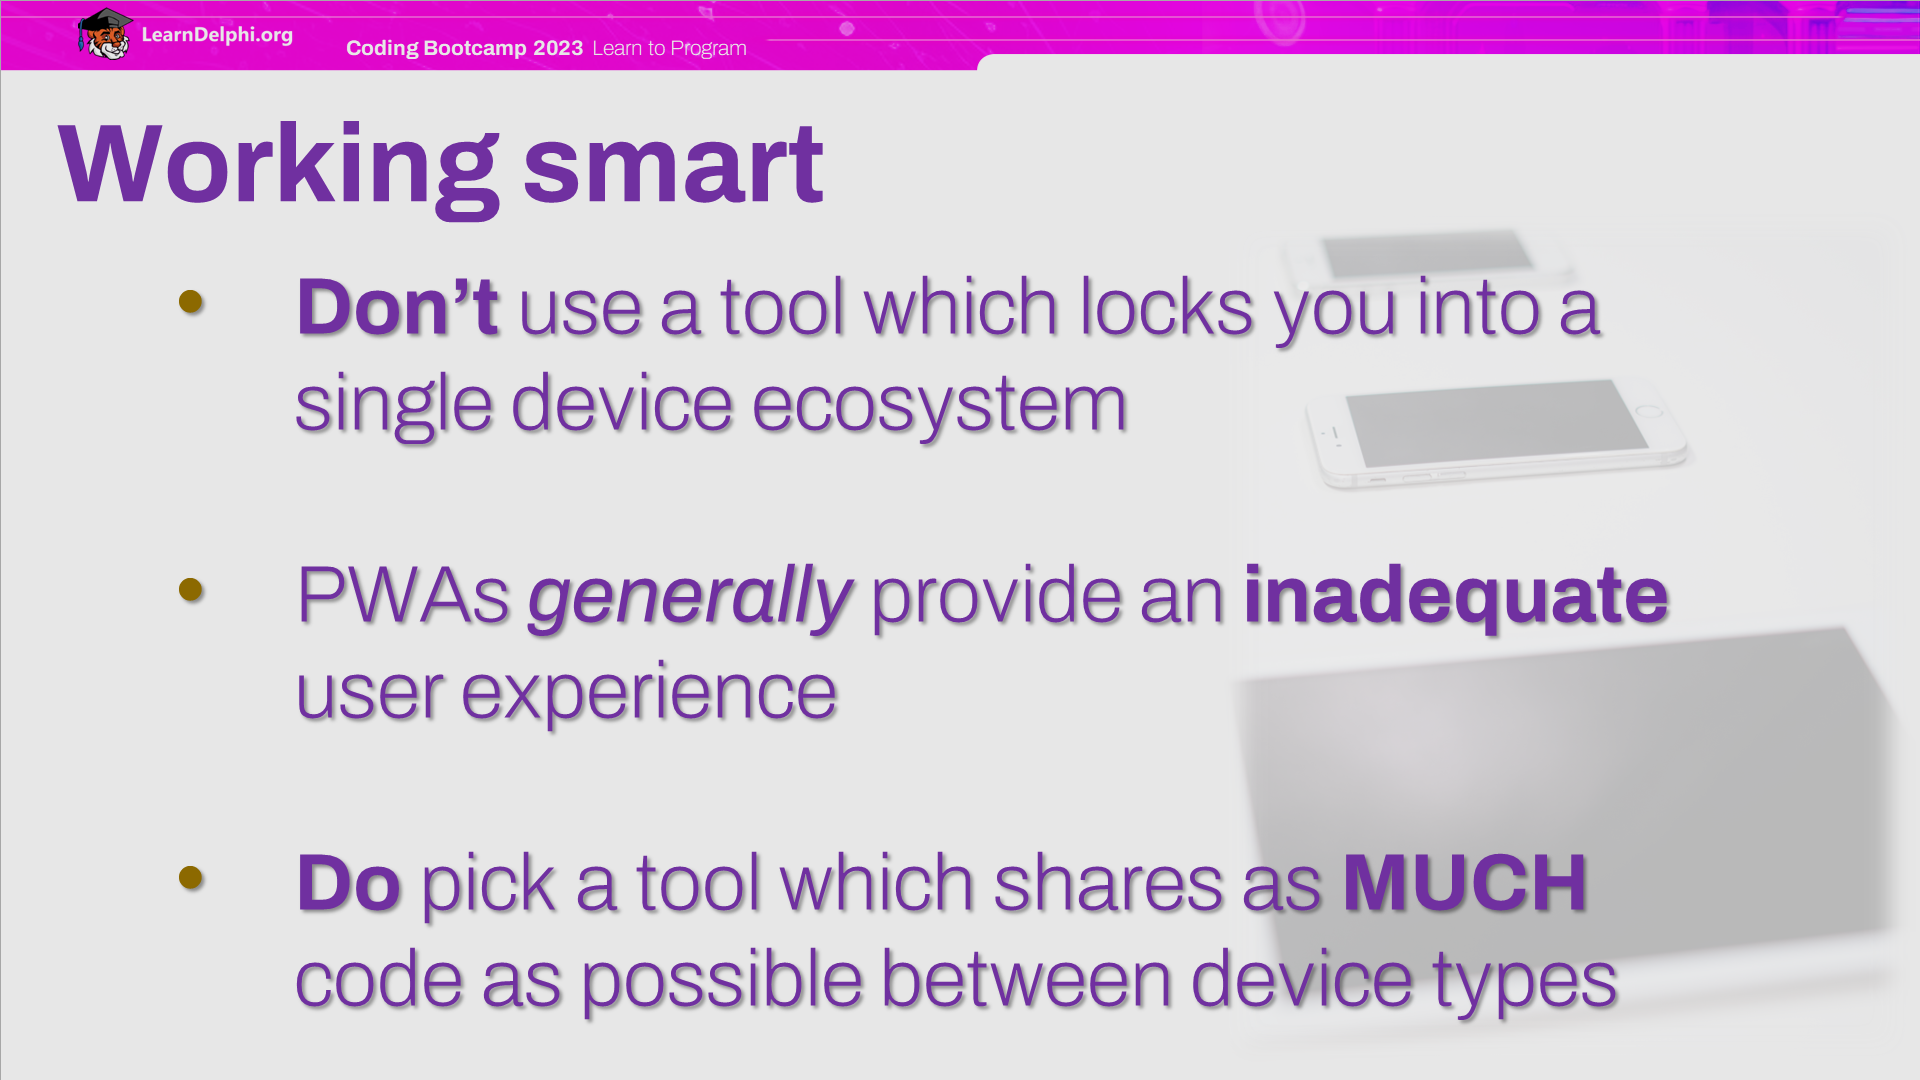 LearnDelphi.org
Coding Bootcamp 2023 Learn to Program
Working smart
• Don’t use a tool which locks you into a
single device ecosystem
• PWAs generally provide an inadequate
user experience
• Do pick a tool which shares as MUCH
code as possible between device types